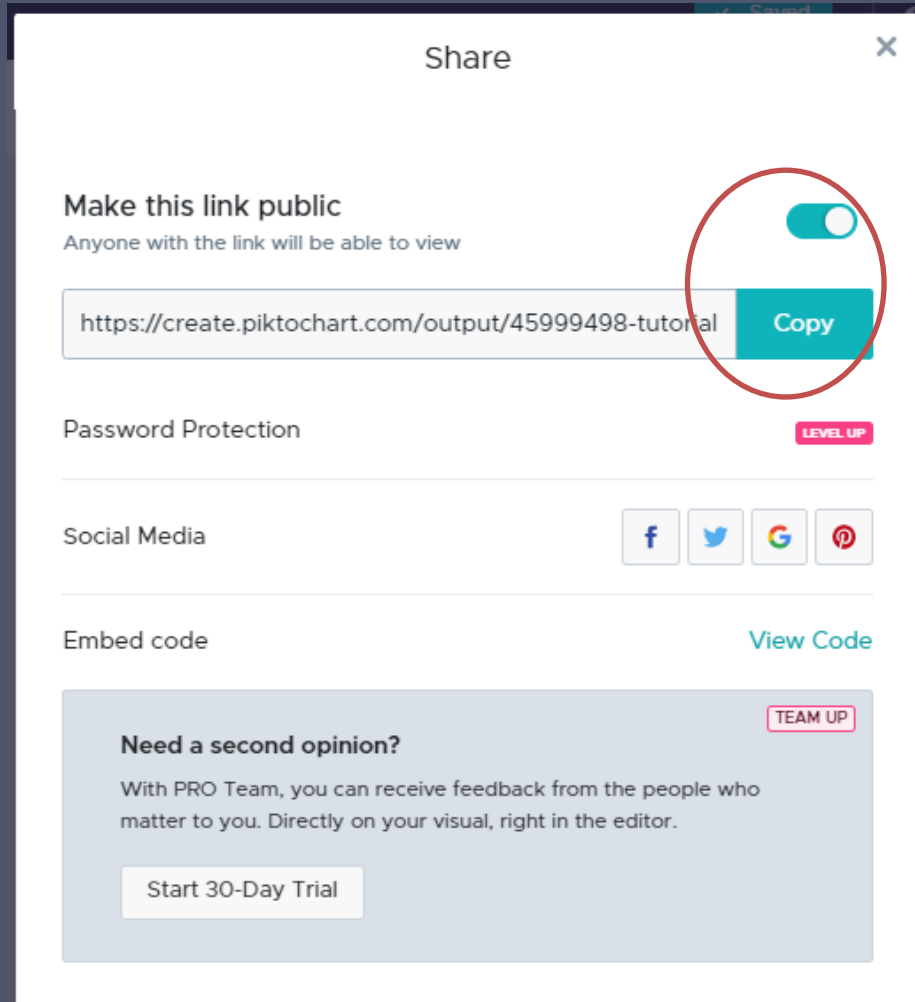 Saved
Share
Make this link public
Anyone with the link will be able to view
https://create.piktochart.com/output/45999498-tutorial
Copy
Password Protection
LEVEL UP
Social Media
Embed code
View Code
TEAM UP
Need a second opinion?
With PRO Team, you can receive feedback from the people who
matter to you. Directly on your visual, right in the editor.
Start 30-Day Trial